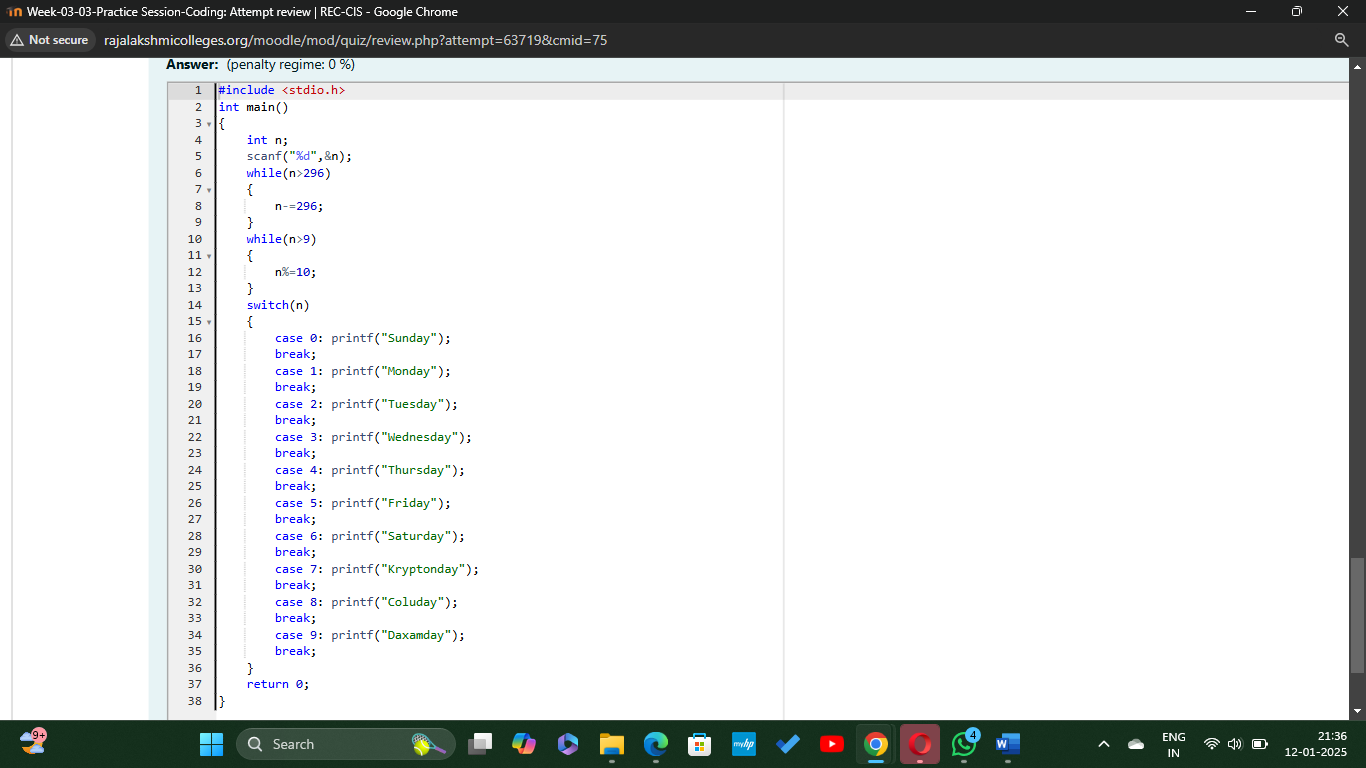 Week-03-03-Practice Session-Coding: Attempt review | REC-CIS - Google Chrome
Not secure rajalakshmicolleges.org/moodle/mod/quiz/review.php?attempt=63719&cmid=75
Answer: (penalty regime: 0 %)
1 #include <stdio.h>
2 int main()
3 {
4 int n;
5 scanf("%d",&n);
6 while(n>296)
7 {
8 n-=296;
9 }
10 while(n>9)
11 {
12 n%=10;
13 }
14 switch(n)
15 {
16 case 0: printf("Sunday");
17 break;
18 case 1: printf("Monday");
19 break;
20 case 2: printf("Tuesday");
21 break;
22 case 3: printf("Wednesday");
23 break;
24 case 4: printf("Thursday");
25 break;
26 case 5: printf("Friday");
27 break;
28 case 6: printf("Saturday");
29 break;
30 case 7: printf("Kryptonday");
31 break;
32 case 8: printf("Coluday");
33 break;
34 case 9: printf("Daxamday");
35 break;
36 }
37 return 0;
38 }
9+ Search myhp 4 W ENG 21:36
IN 12-01-2025